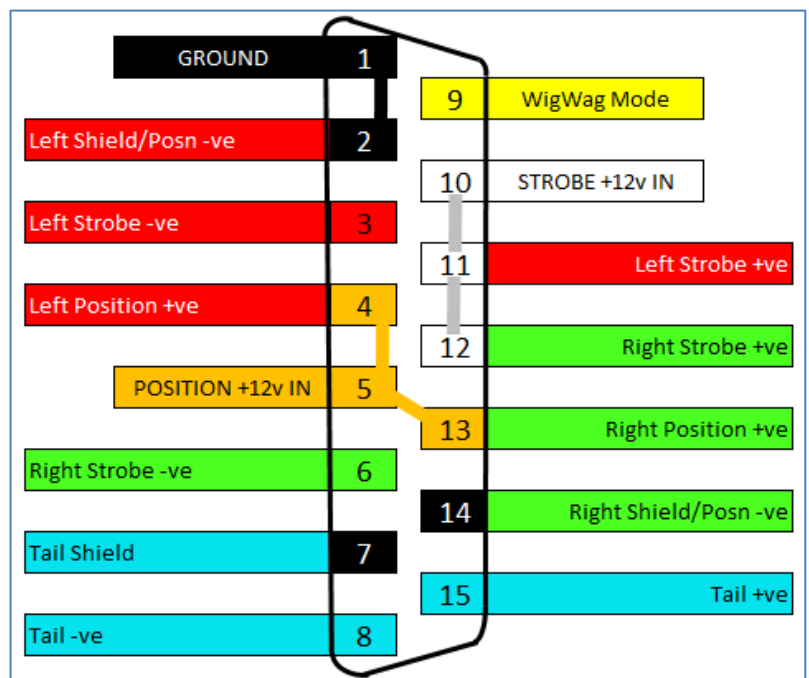 GROUND 1
9 WigWag Mode
Left Shield/Posn -ve 2
10 STROBE +12v IN
Left Strobe -ve 3
11 Left Strobe +ve
Left Position +ve 4
12 Right Strobe +ve
POSITION +12v IN 5
13 Right Position +ve
Right Strobe -ve 6
14 Right Shield/Posn -ve
Tail Shield 7
15 Tail +ve
Tail -ve 8